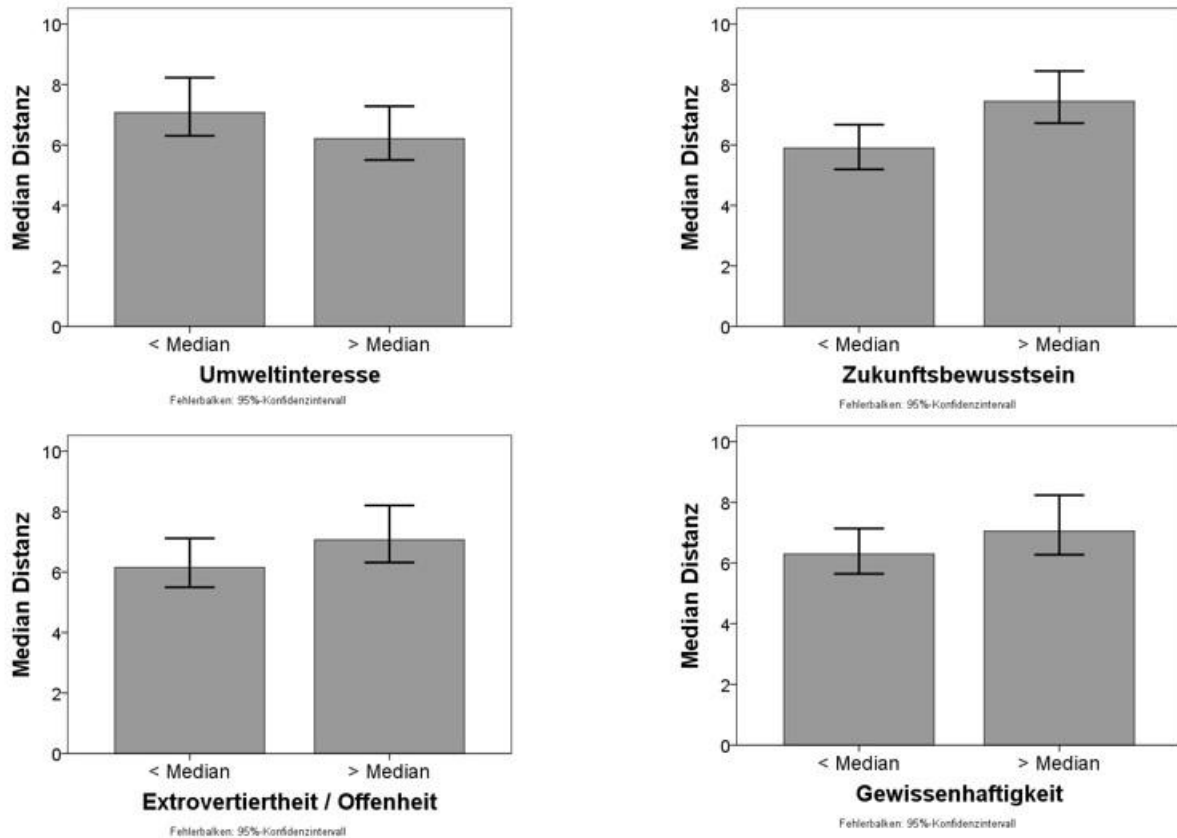 Median Distanz
10
8
6
4
2
0
< Median > Median
Umweltinteresse
Fehlerbalken: 95%-Konfidenzintervall
Median Distanz
10
8
6
4
2
0
< Median > Median
Zukunftsbewusstsein
Fehlerbalken: 95%-Konfidenzintervall
Median Distanz
10
8
6
4
2
0
< Median > Median
Extrovertiertheit / Offenheit
Fehlerbalken: 95%-Konfidenzintervall
Median Distanz
10
8
6
4
2
0
< Median > Median
Gewissenhaftigkeit
Fehlerbalken: 95%-Konfidenzintervall